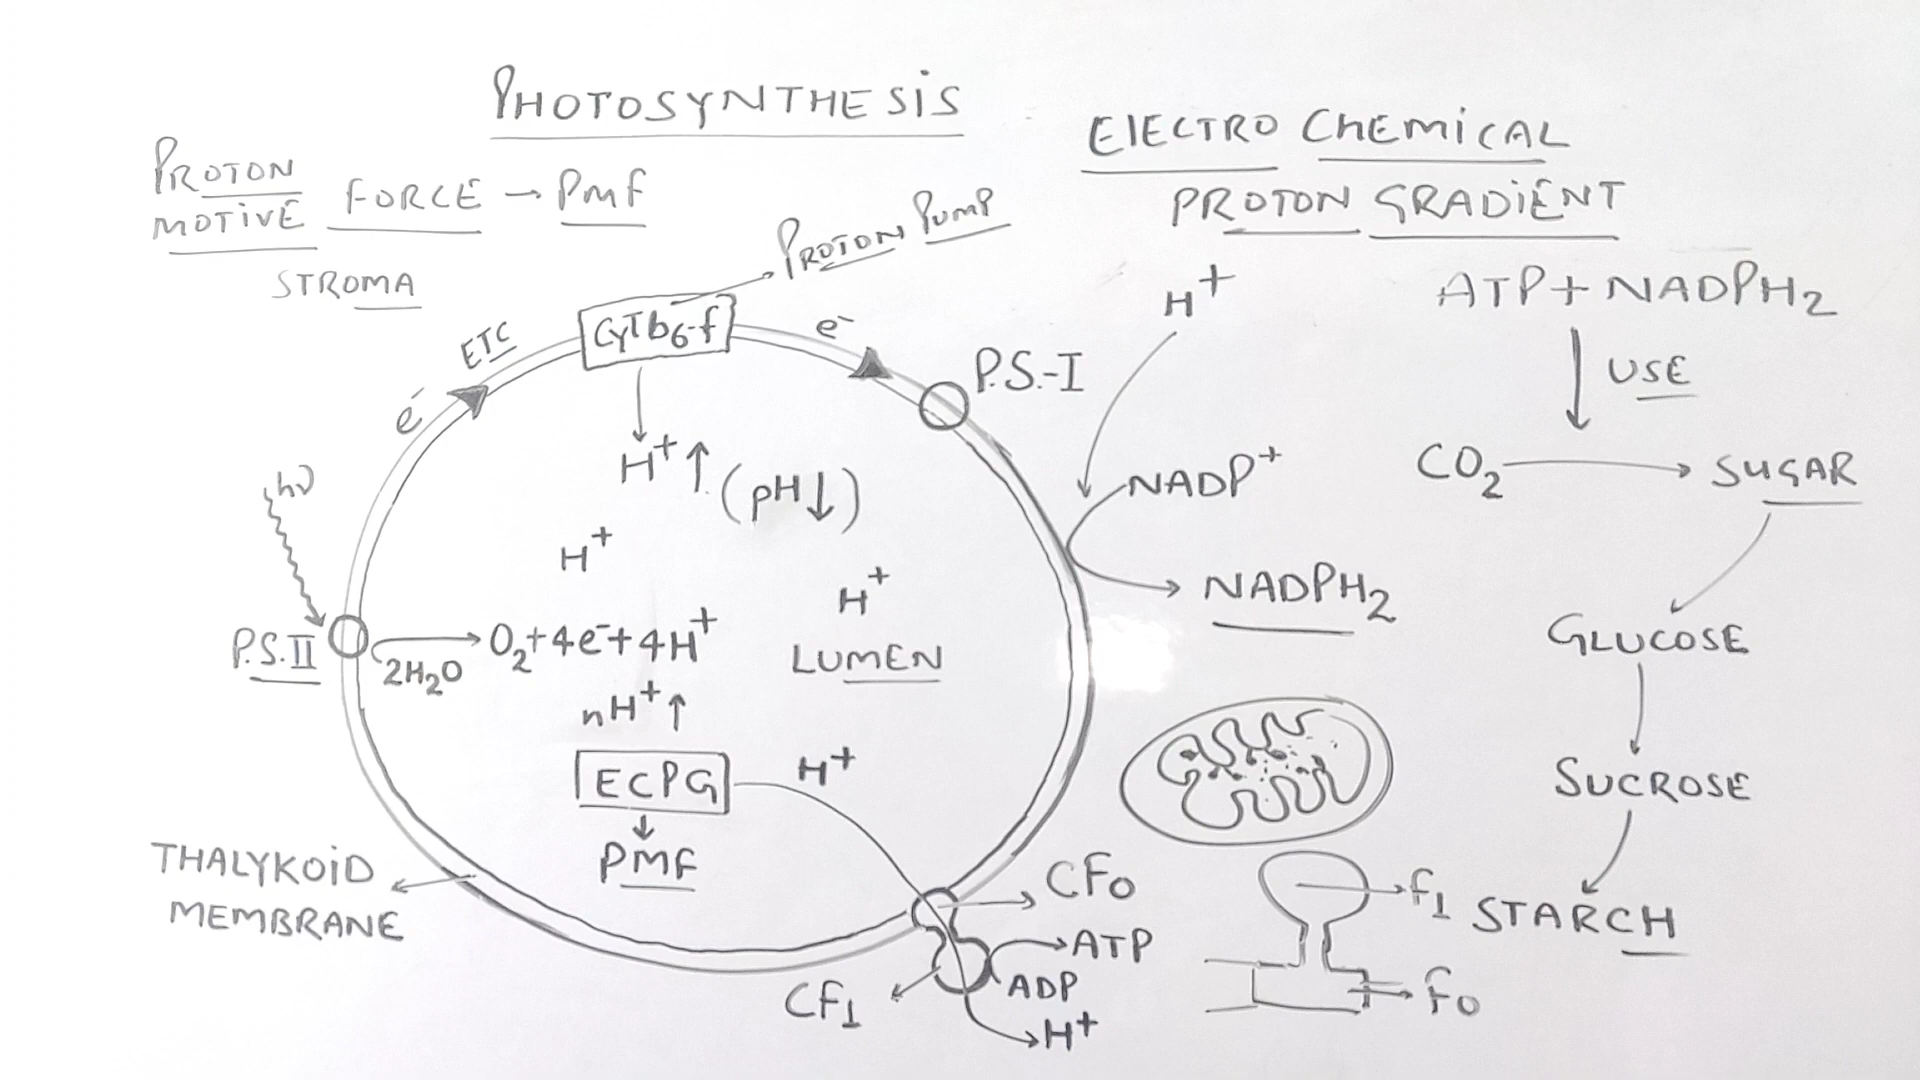 PHOTOSYNTHESIS
PROTON
MOTIVE FORCE → Pmf
STROMA
PROTON PUMP
ELECTRO CHEMICAL
PROTON GRADIENT
ETC
CyTb6-f
e-
e-
P.S.-I
H+
ATP + NADPH2
USE
CO2 → SUGAR
GLUCOSE
SUCROSE
STARCH
hν
H+ ↑ (pH↓)
H+
H+
LUMEN
NADP+
NADPH2
P.S.II
2H2O → O2+4e-+4H+
nH+ ↑
ECPG
H+
PMF
THALYKOID
MEMBRANE
CFO
ATP
ADP
CF1
H+
f1
fo